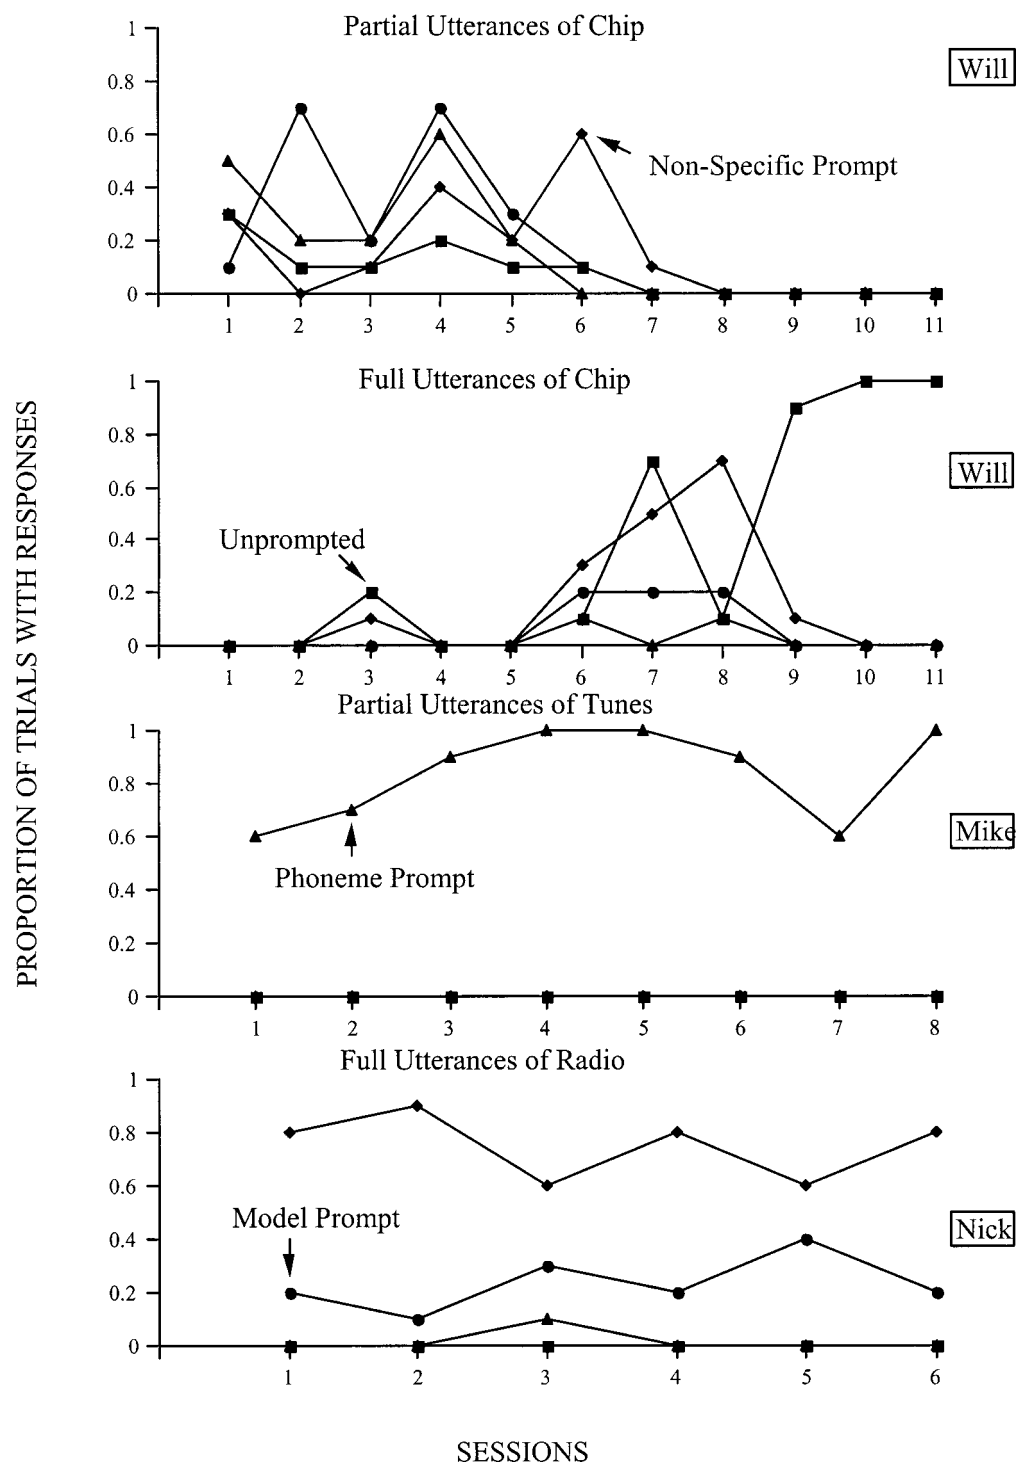 Partial Utterances of Chip
Will
1
0.8
0.6
0.4
0.2
0
Non-Specific Prompt
1 2 3 4 5 6 7 8 9 10 11
Full Utterances of Chip
Will
1
0.8
0.6
0.4
0.2
0
Unprompted
1 2 3 4 5 6 7 8 9 10 11
Partial Utterances of Tunes
Mike
1
0.8
0.6
0.4
0.2
0
Phoneme Prompt
1 2 3 4 5 6 7 8
Full Utterances of Radio
Nick
1
0.8
0.6
0.4
0.2
0
Model Prompt
1 2 3 4 5 6
PROPORTION OF TRIALS WITH RESPONSES
SESSIONS